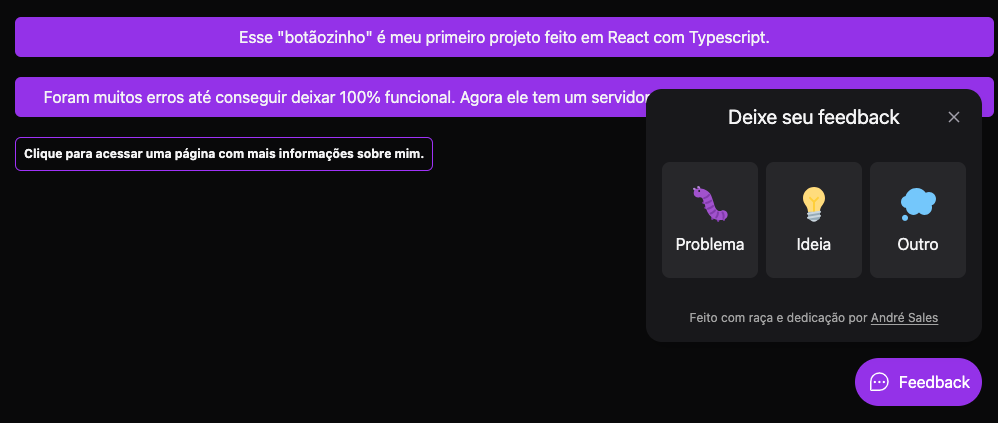 Esse "botãozinho" é meu primeiro projeto feito em React com Typescript.
Foram muitos erros até conseguir deixar 100% funcional. Agora ele tem um servidor
Clique para acessar uma página com mais informações sobre mim.
Deixe seu feedback
Problema
Ideia
Outro
Feito com raça e dedicação por André Sales
Feedback